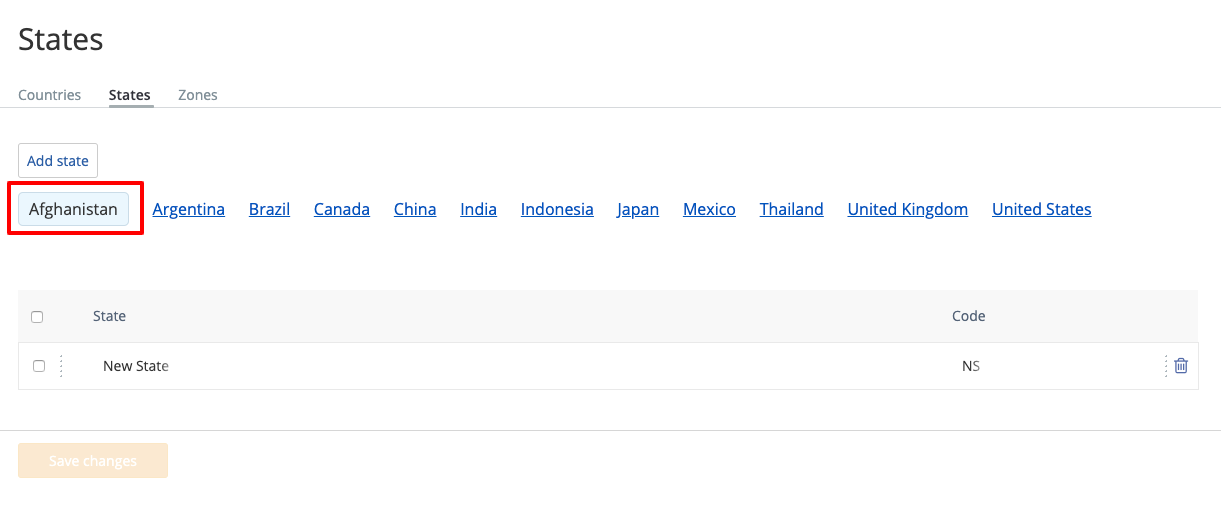 States
Countries States Zones
Add state
Afghanistan Argentina Brazil Canada China India Indonesia Japan Mexico Thailand United Kingdom United States
State Code
New State NS
Save changes